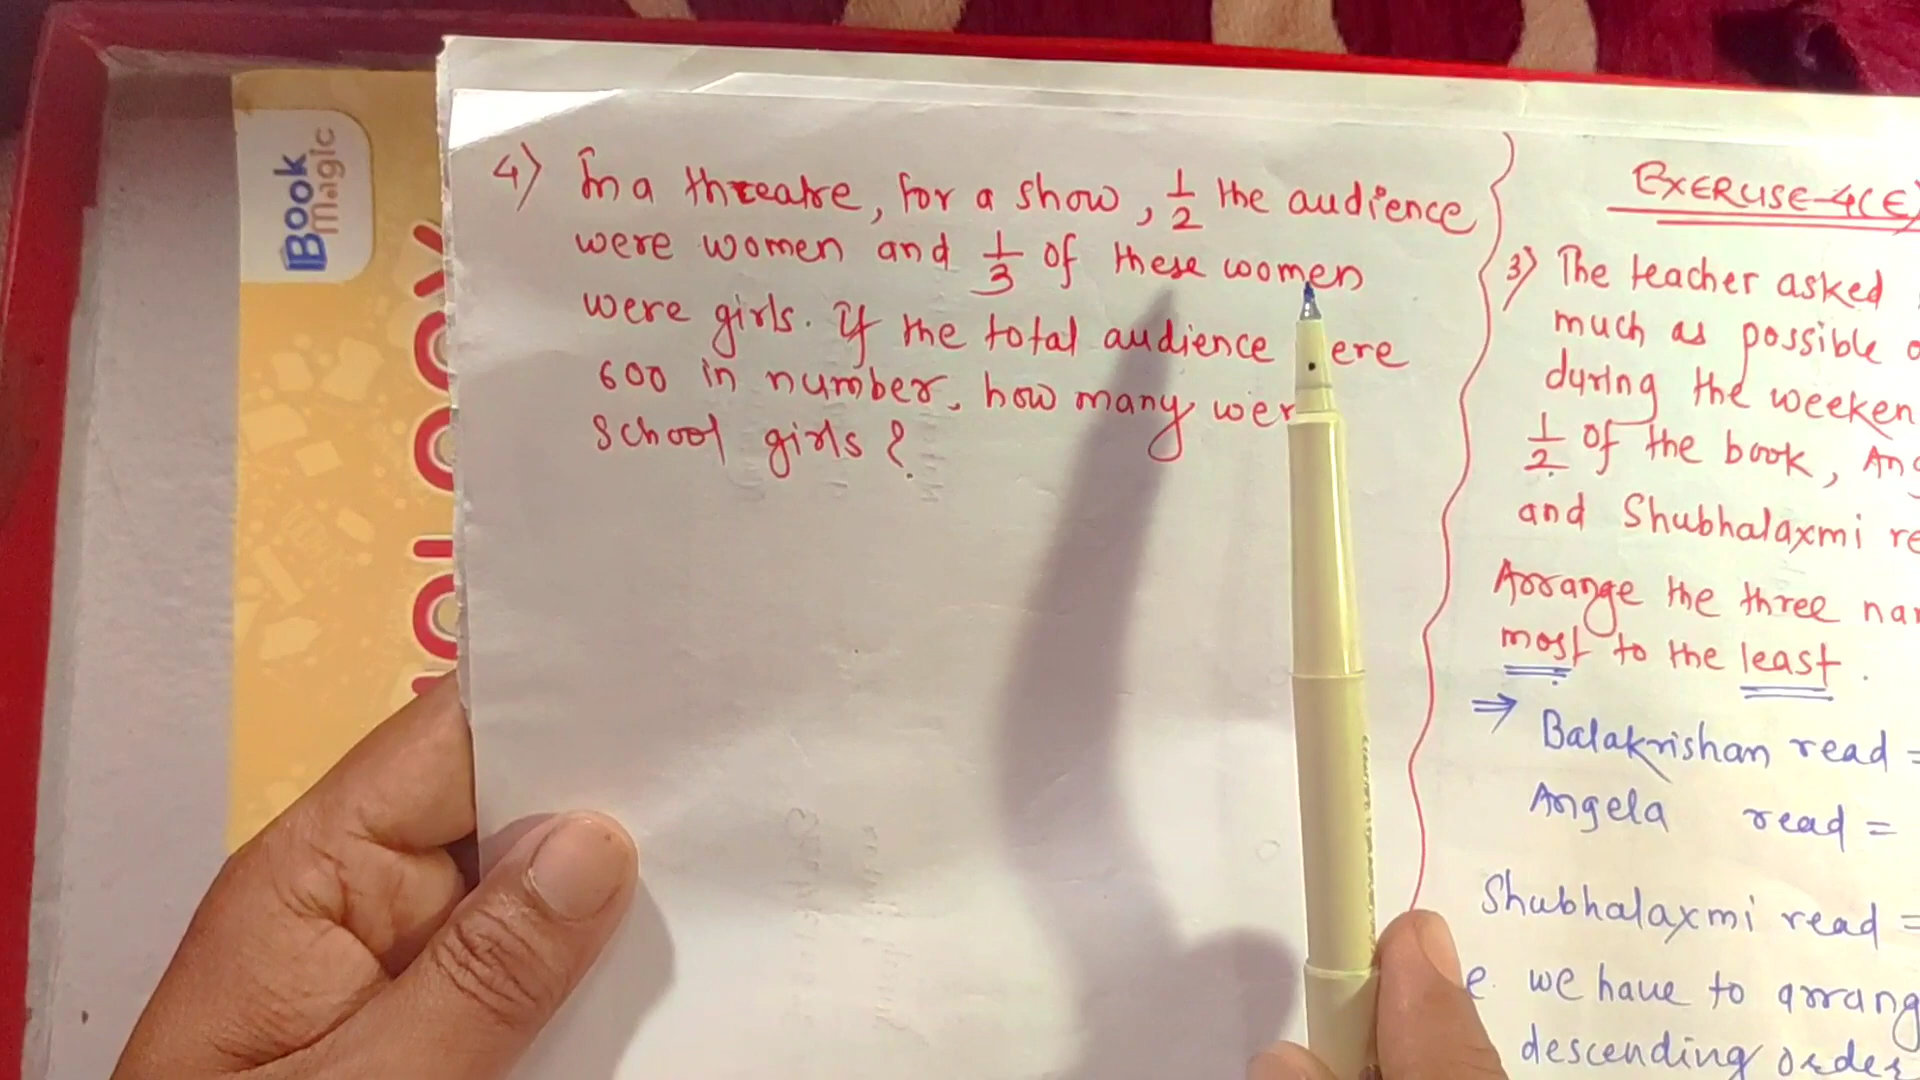 Book
Magic
4) In a threatre, for a show, 1/2 the audience
were women and 1/3 of these women
were girls. If the total audience ere
600 in number, how many wer
School girls ?
EXERCISE-4(E)
3) The teacher asked
much as possible
during the weeken
1/2 of the book,
and Shubhalaxmi re
Arrange the three
most to the least.
⇒ Balakrishan read =
Angela read =
Shubhalaxmi read =
we have to arrang
descending order